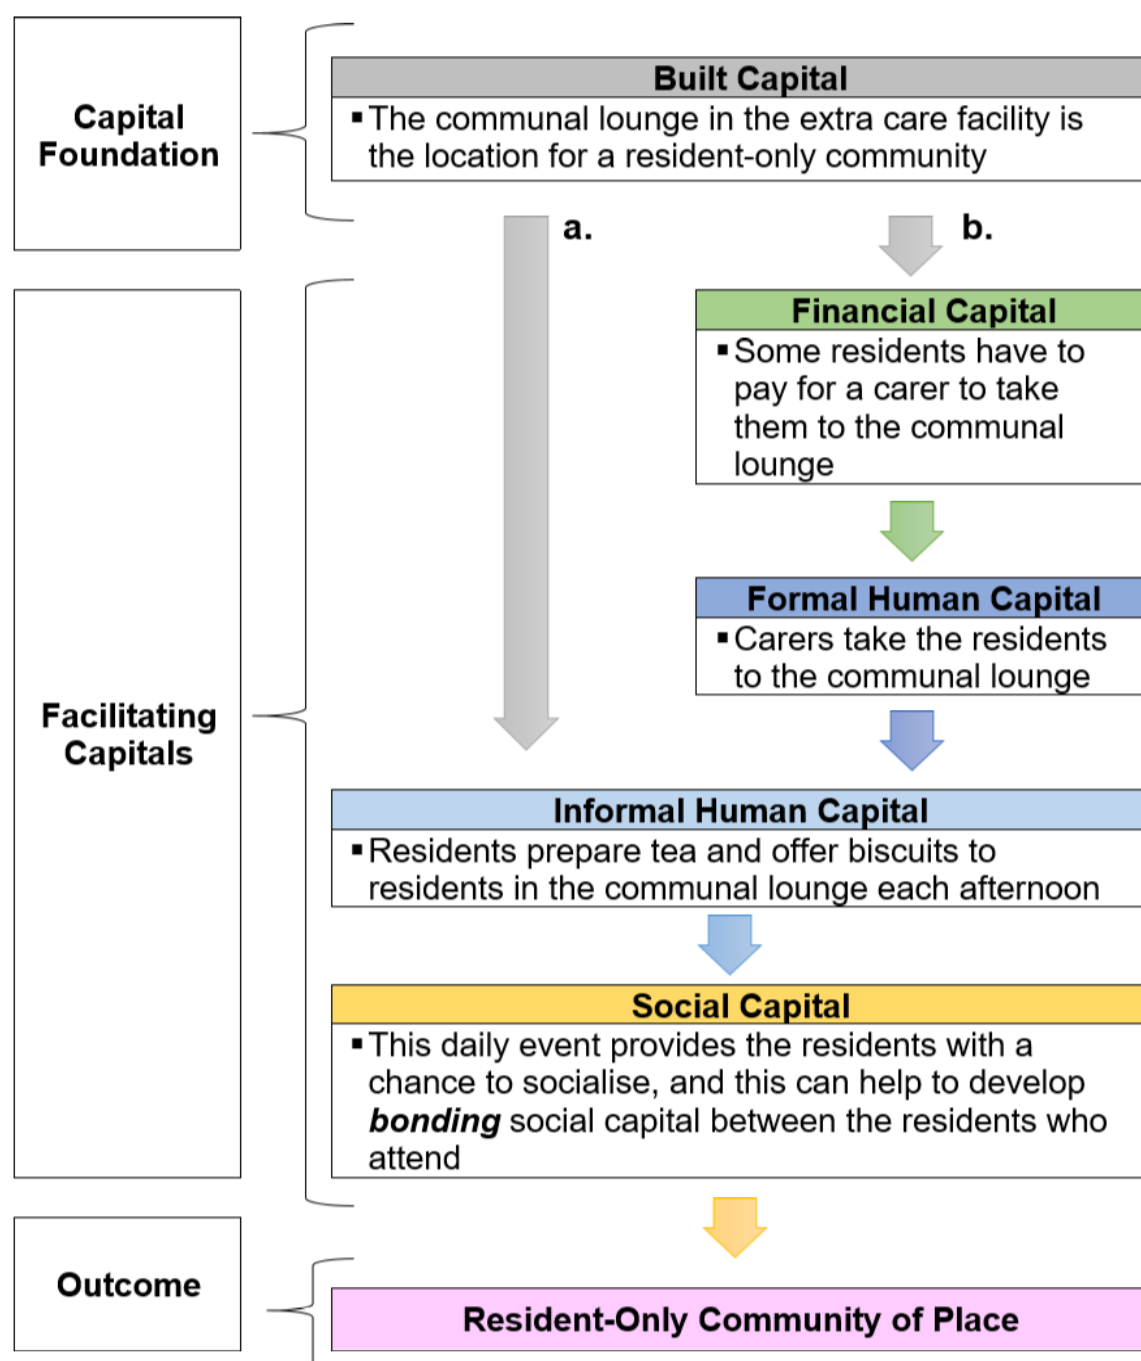 Capital
Foundation
Built Capital
▪ The communal lounge in the extra care facility is
the location for a resident-only community
a.
b.
Financial Capital
▪ Some residents have to
pay for a carer to take
them to the communal
lounge
Formal Human Capital
▪ Carers take the residents
to the communal lounge
Facilitating
Capitals
Informal Human Capital
▪ Residents prepare tea and offer biscuits to
residents in the communal lounge each afternoon
Social Capital
▪ This daily event provides the residents with a
chance to socialise, and this can help to develop
bonding social capital between the residents who
attend
Outcome
Resident-Only Community of Place